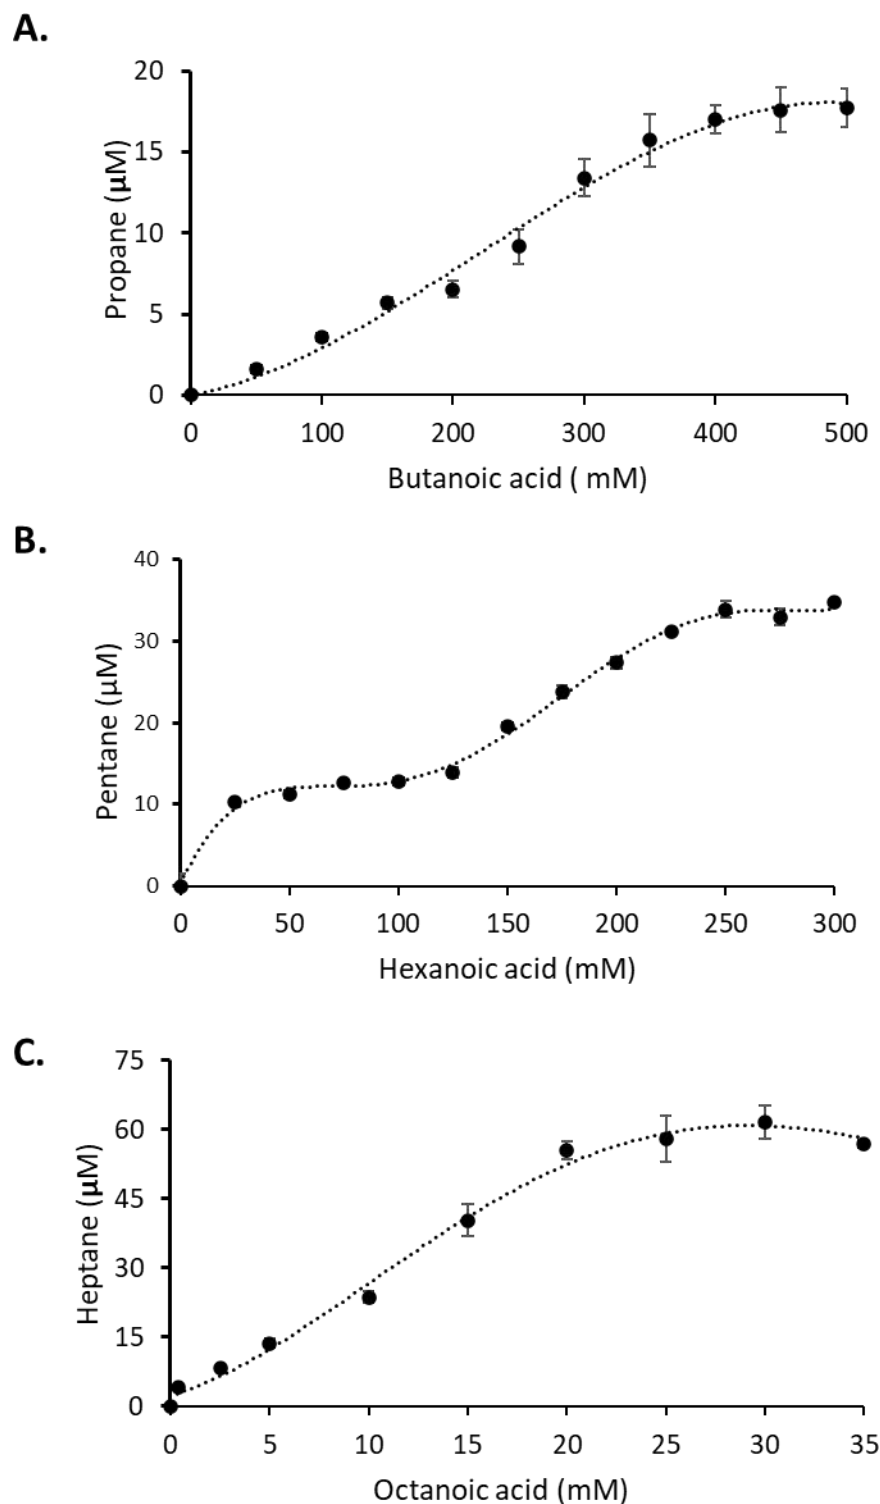 A.
20
15
10
5
0
Propane (μM)
0 100 200 300 400 500
Butanoic acid ( mM)
B.
40
30
20
10
0
Pentane (μM)
0 50 100 150 200 250 300
Hexanoic acid (mM)
C.
75
60
45
30
15
0
Heptane (μM)
0 5 10 15 20 25 30 35
Octanoic acid (mM)